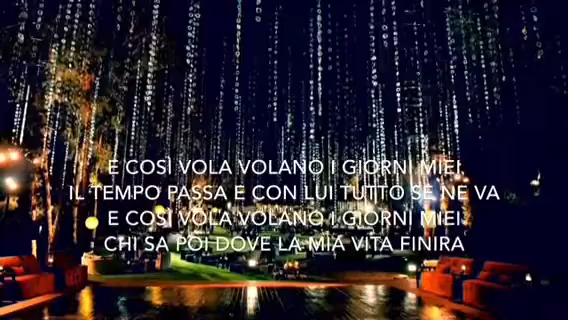 E COSÌ VOLA VOLANO I GIORNI MIEI
IL TEMPO PASSA E CON LUI TUTTO SE NE VA
E COSÌ VOLA VOLANO I GIORNI MIEI
CHI SA POI DOVE LA MIA VITA FINIRA